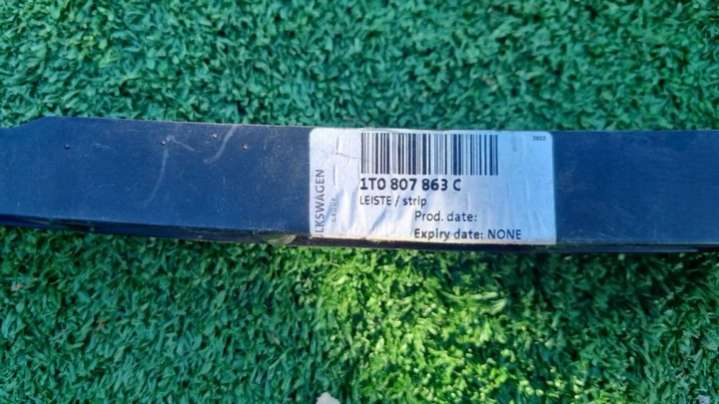 LKSWAGEN
1T0 807 863 C
LEISTE / strip
Prod. date:
Expiry date: NONE